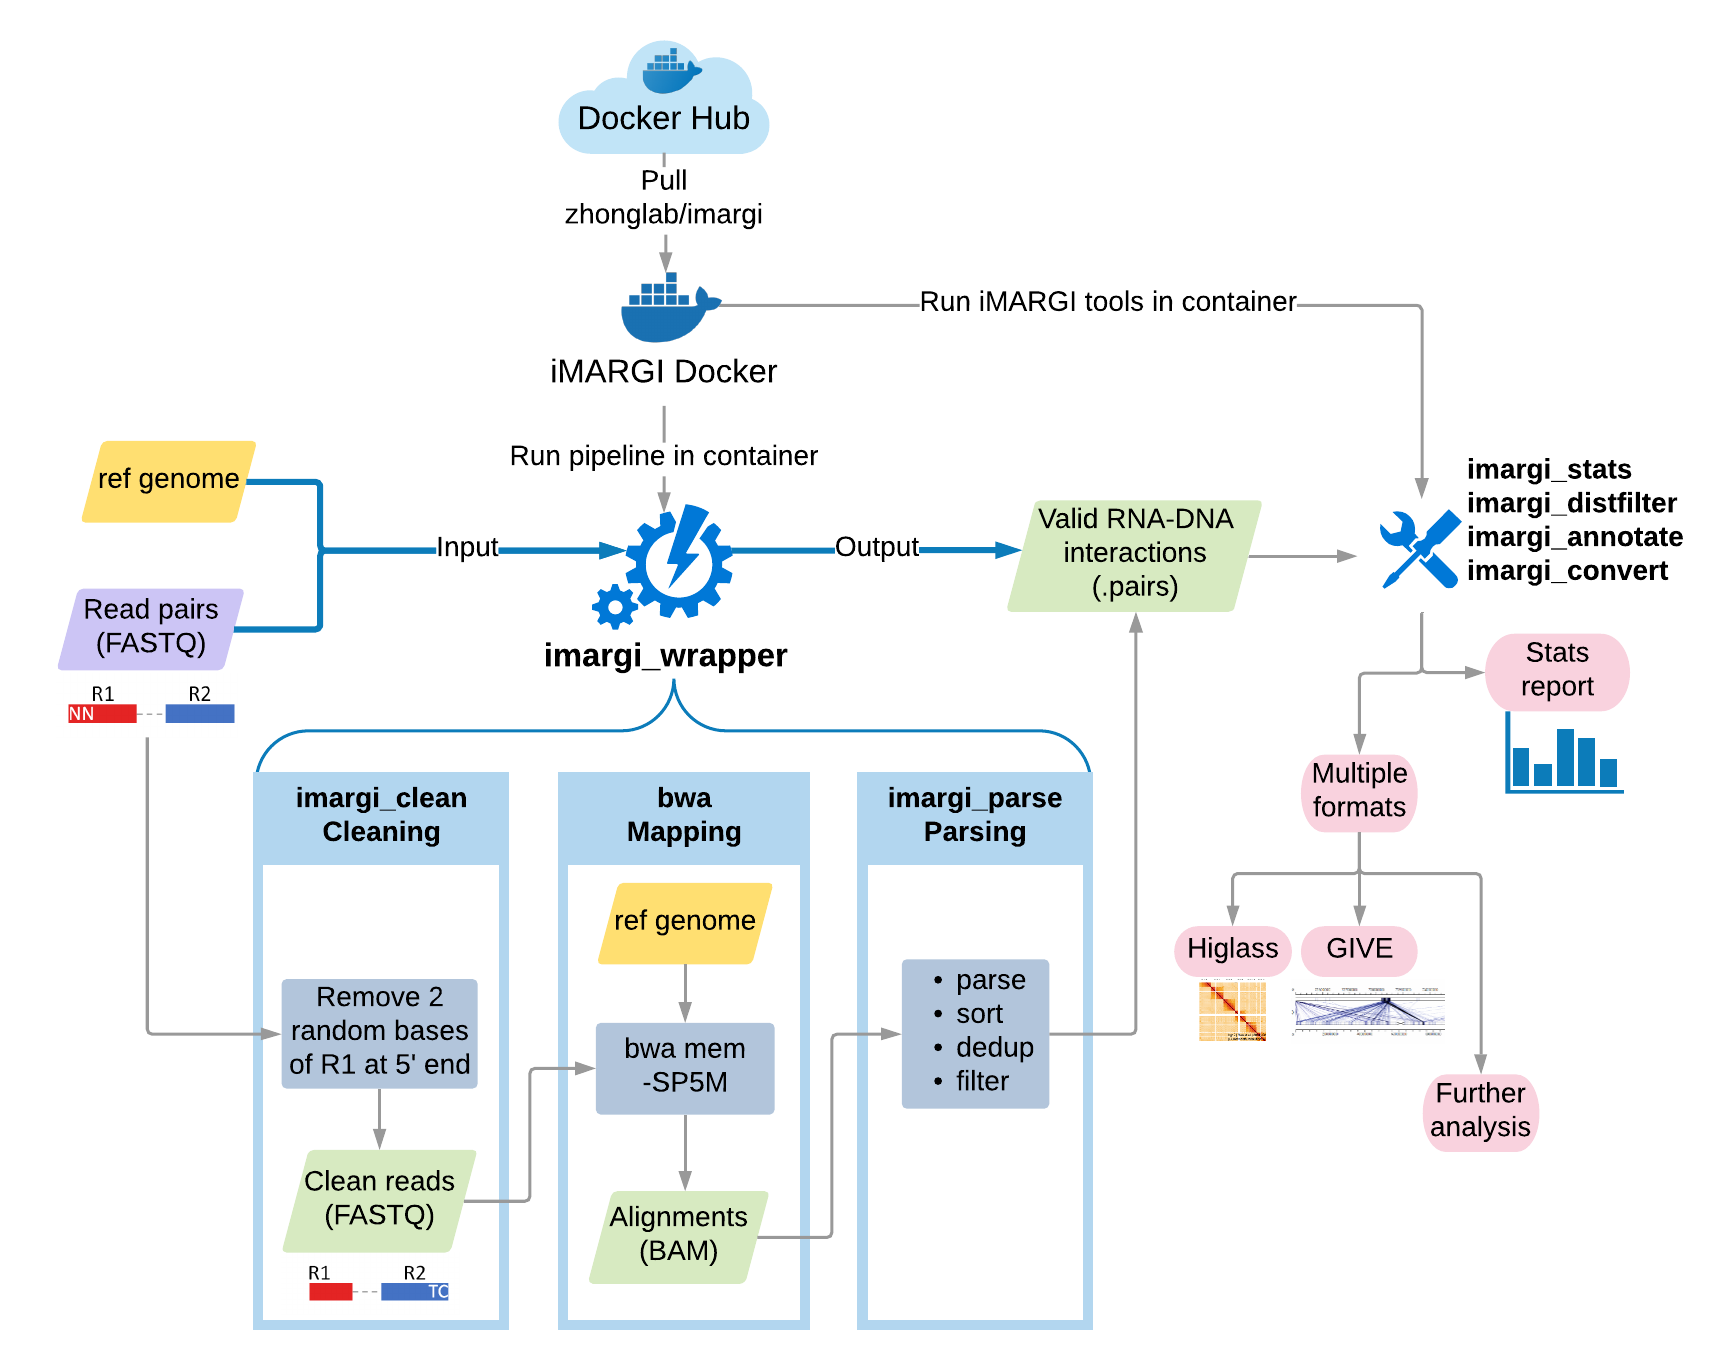 Docker Hub
Pull
zhonglab/imargi
Run iMARGI tools in container
iMARGI Docker
Run pipeline in container
ref genome
Read pairs
(FASTQ)
R1 R2
NN
Input
imargi_wrapper
Output
Valid RNA-DNA
interactions
(.pairs)
imargi_stats
imargi_distfilter
imargi_annotate
imargi_convert
Stats
report
Multiple
formats
Higlass
GIVE
Further
analysis
imargi_clean
Cleaning
Remove 2
random bases
of R1 at 5' end
Clean reads
(FASTQ)
R1 R2
TC
bwa
Mapping
ref genome
bwa mem
-SP5M
Alignments
(BAM)
imargi_parse
Parsing
• parse
• sort
• dedup
• filter